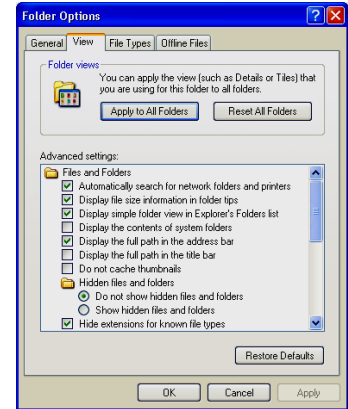 Folder Options
General View File Types Offline Files
Folder views
You can apply the view (such as Details or Tiles) that
you are using for this folder to all folders.
Apply to All Folders Reset All Folders
Advanced settings:
Files and Folders
Automatically search for network folders and printers
Display file size information in folder tips
Display simple folder view in Explorer's Folders list
Display the contents of system folders
Display the full path in the address bar
Display the full path in the title bar
Do not cache thumbnails
Hidden files and folders
Do not show hidden files and folders
Show hidden files and folders
Hide extensions for known file types
Restore Defaults
OK Cancel Apply